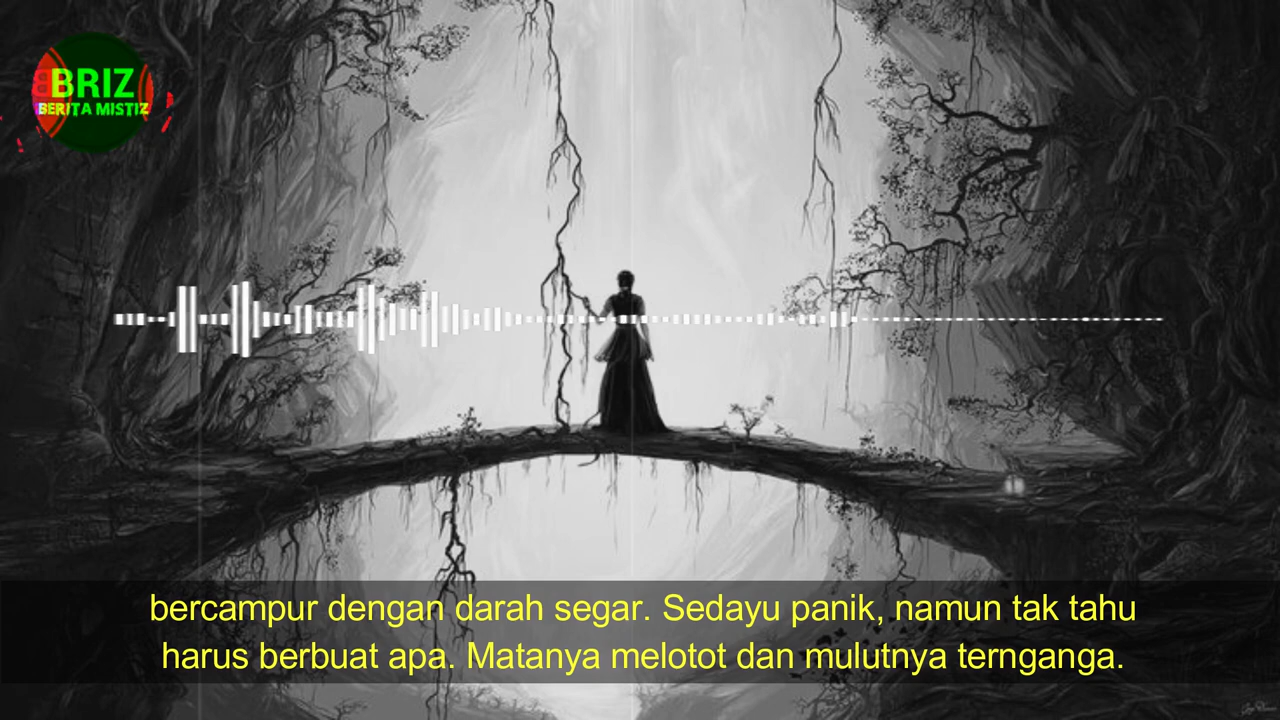 BRIZ
BERITA MISTIZ
bercampur dengan darah segar. Sedayu panik, namun tak tahu
harus berbuat apa. Matanya melotot dan mulutnya ternganga.